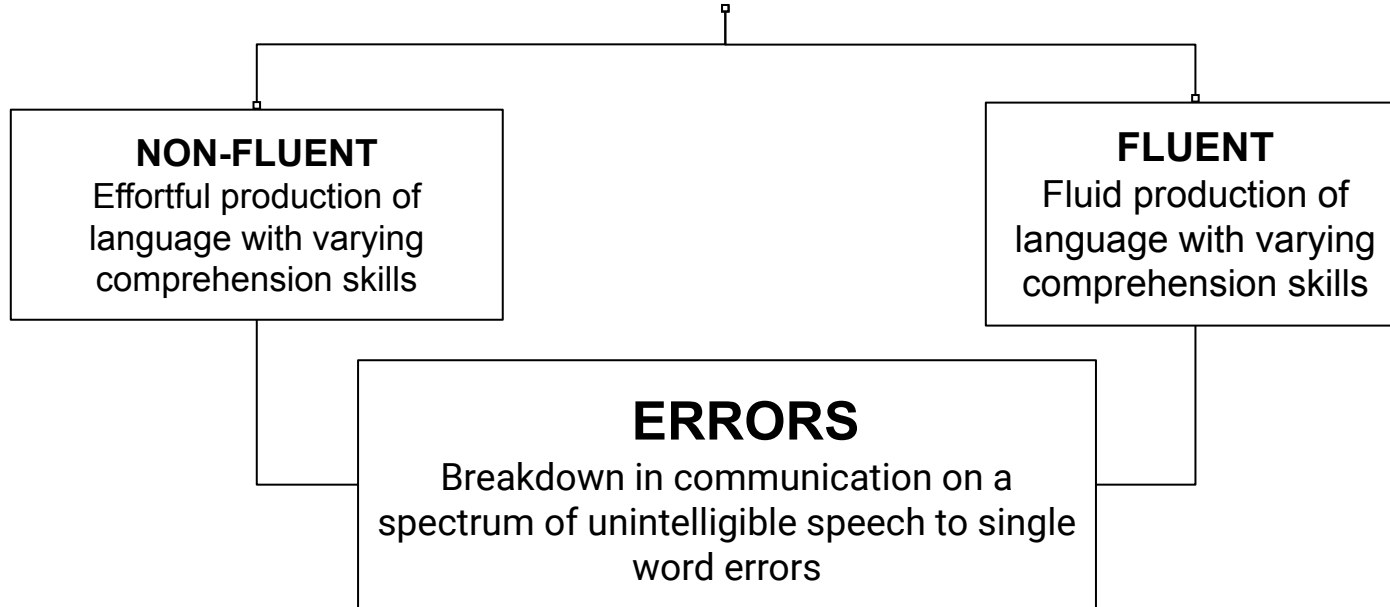 NON-FLUENT
Effortful production of
language with varying
comprehension skills
FLUENT
Fluid production of
language with varying
comprehension skills
ERRORS
Breakdown in communication on a
spectrum of unintelligible speech to single
word errors